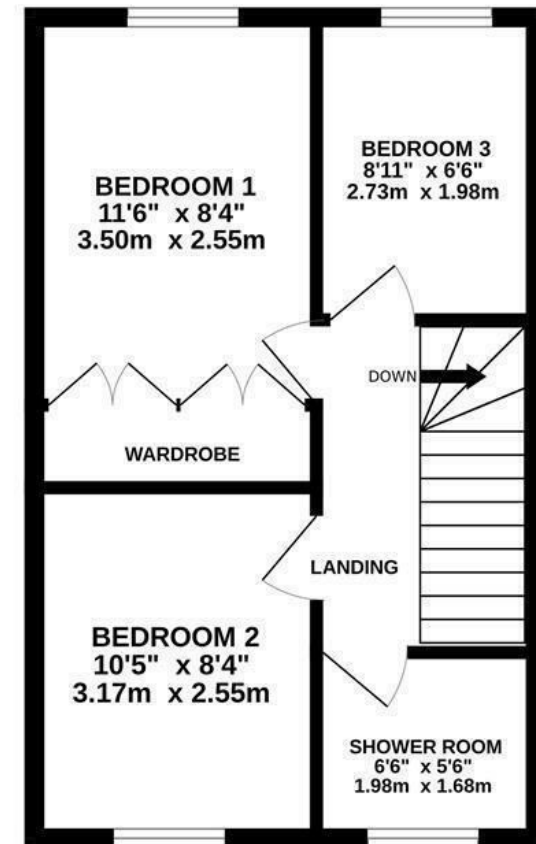 BEDROOM 1
11'6" x 8'4"
3.50m x 2.55m
BEDROOM 3
8'11" x 6'6"
2.73m x 1.98m
DOWN
WARDROBE
LANDING
BEDROOM 2
10'5" x 8'4"
3.17m x 2.55m
SHOWER ROOM
6'6" x 5'6"
1.98m x 1.68m